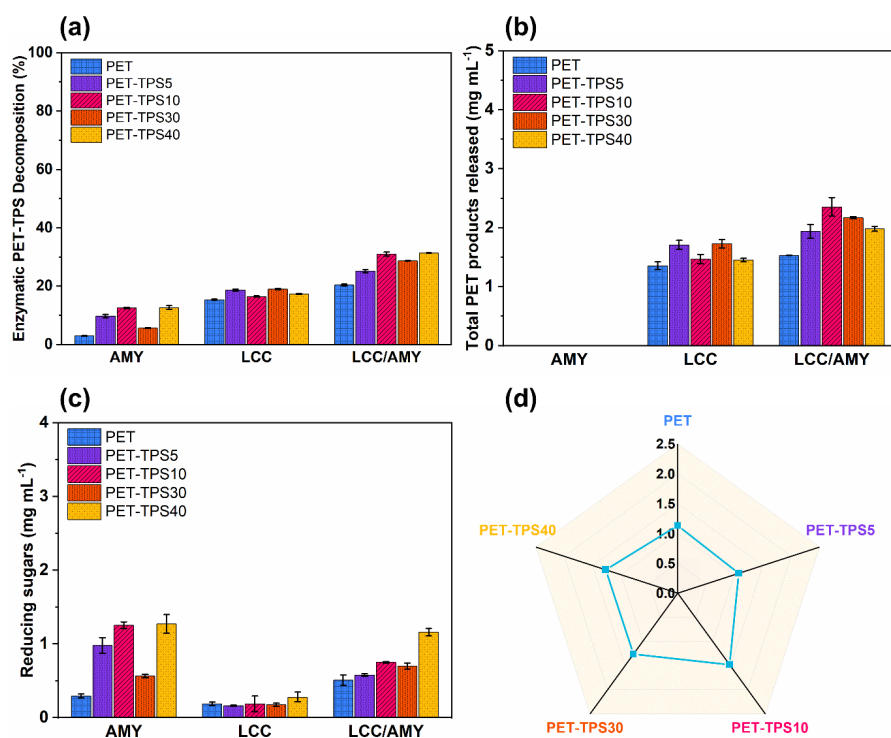 (a)
Enzymatic PET-TPS Decomposition (%)
100
80
60
40
20
0
PET
PET-TPS5
PET-TPS10
PET-TPS30
PET-TPS40
AMY
LCC
LCC/AMY
(b)
Total PET products released (mg mL⁻¹)
5
4
3
2
1
0
PET
PET-TPS5
PET-TPS10
PET-TPS30
PET-TPS40
AMY
LCC
LCC/AMY
(c)
Reducing sugars (mg mL⁻¹)
4
3
2
1
0
PET
PET-TPS5
PET-TPS10
PET-TPS30
PET-TPS40
AMY
LCC
LCC/AMY
(d)
PET
2.5
2.0
1.5
1.0
0.5
0.0
PET-TPS40
PET-TPS5
PET-TPS30
PET-TPS10